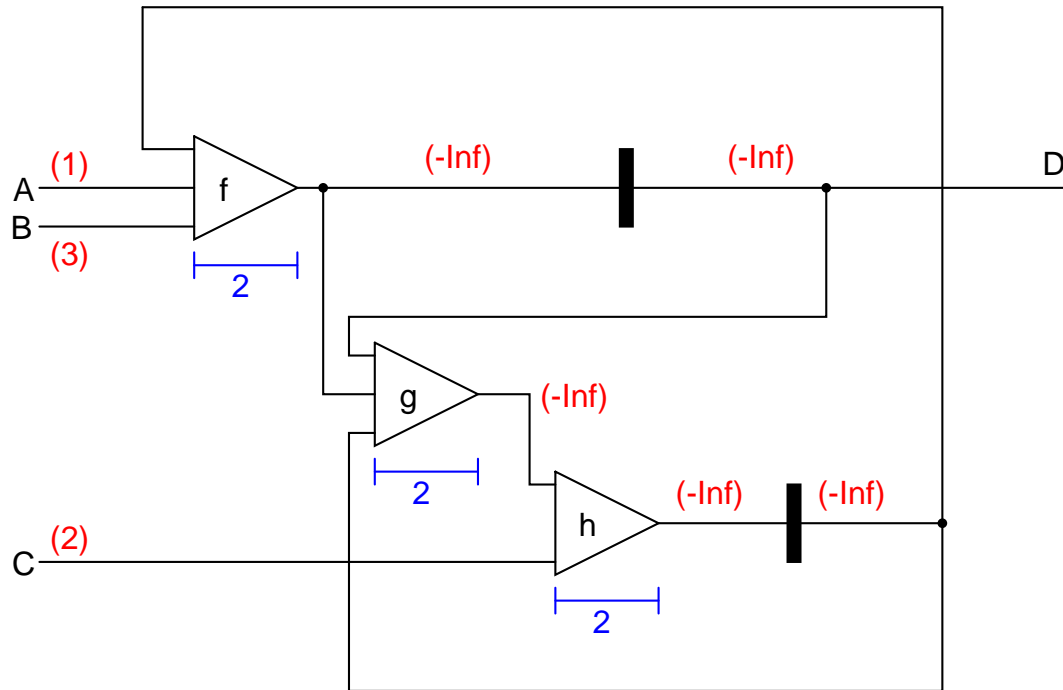 (1)
(-Inf)
(-Inf)
D
A
f
B
(3)
2
g
(-Inf)
2
(-Inf)
(-Inf)
h
(2)
C
2